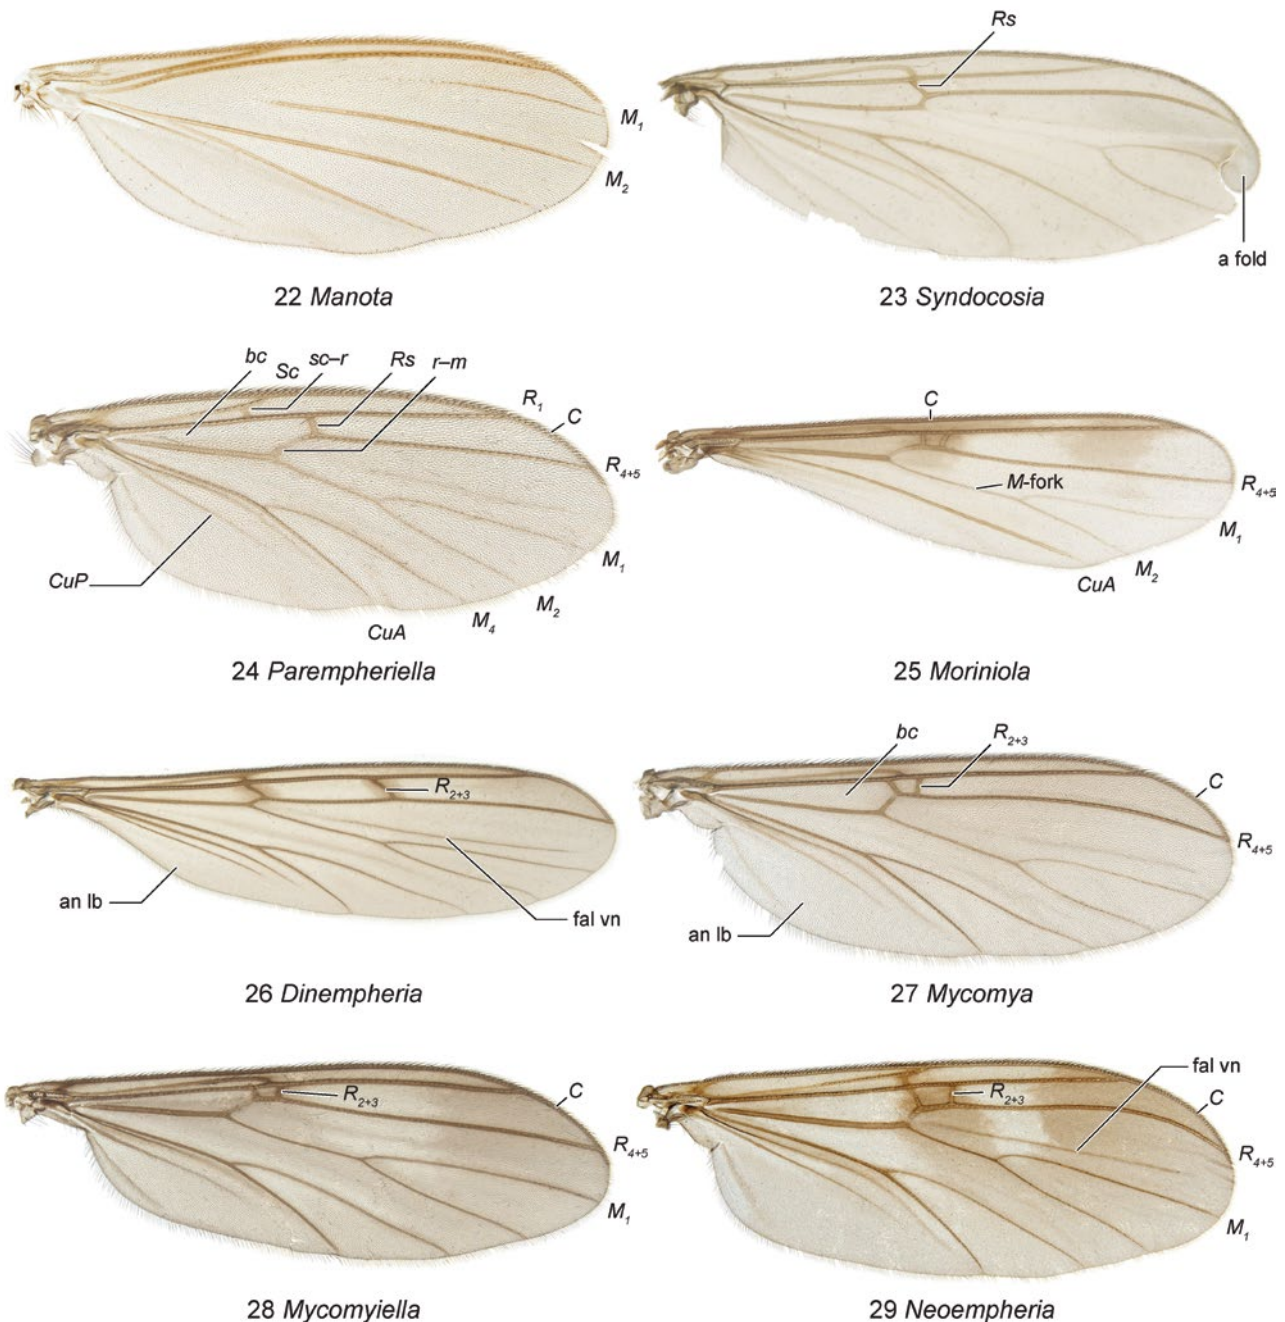 Rs
M1
M2
a fold
22 Manota
23 Syndocosia
bc
Sc
sc–r
Rs
r–m
R1
C
R4+5
M1
M2
M4
CuA
CuP
24 Parempheriella
C
M-fork
R4+5
M1
M2
CuA
25 Moriniola
R2+3
an lb
fal vn
26 Dinempheria
bc
R2+3
C
R4+5
an lb
27 Mycomya
R2+3
C
R4+5
M1
28 Mycomyiella
fal vn
R2+3
C
R4+5
M1
29 Neoempheria